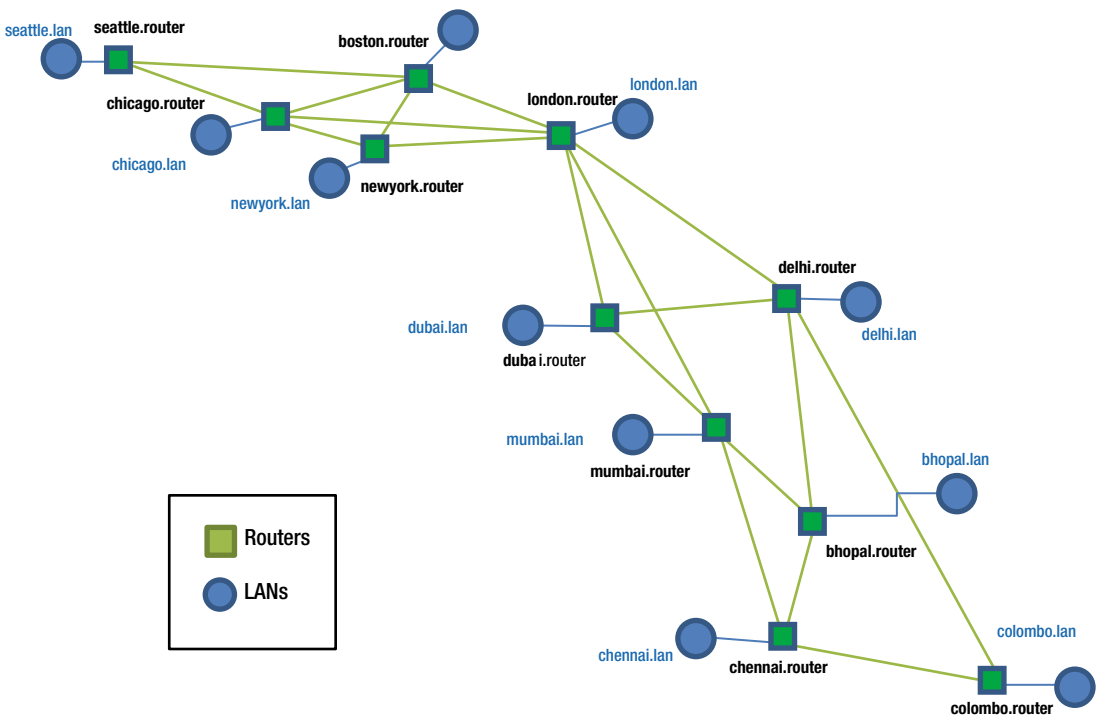 seattle.lan
seattle.router
boston.router
chicago.router
london.router
london.lan
chicago.lan
newyork.router
newyork.lan
delhi.router
dubai.lan
delhi.lan
dubai.router
mumbai.lan
mumbai.router
bhopal.lan
Routers
bhopal.router
LANs
colombo.lan
chennai.lan
chennai.router
colombo.router